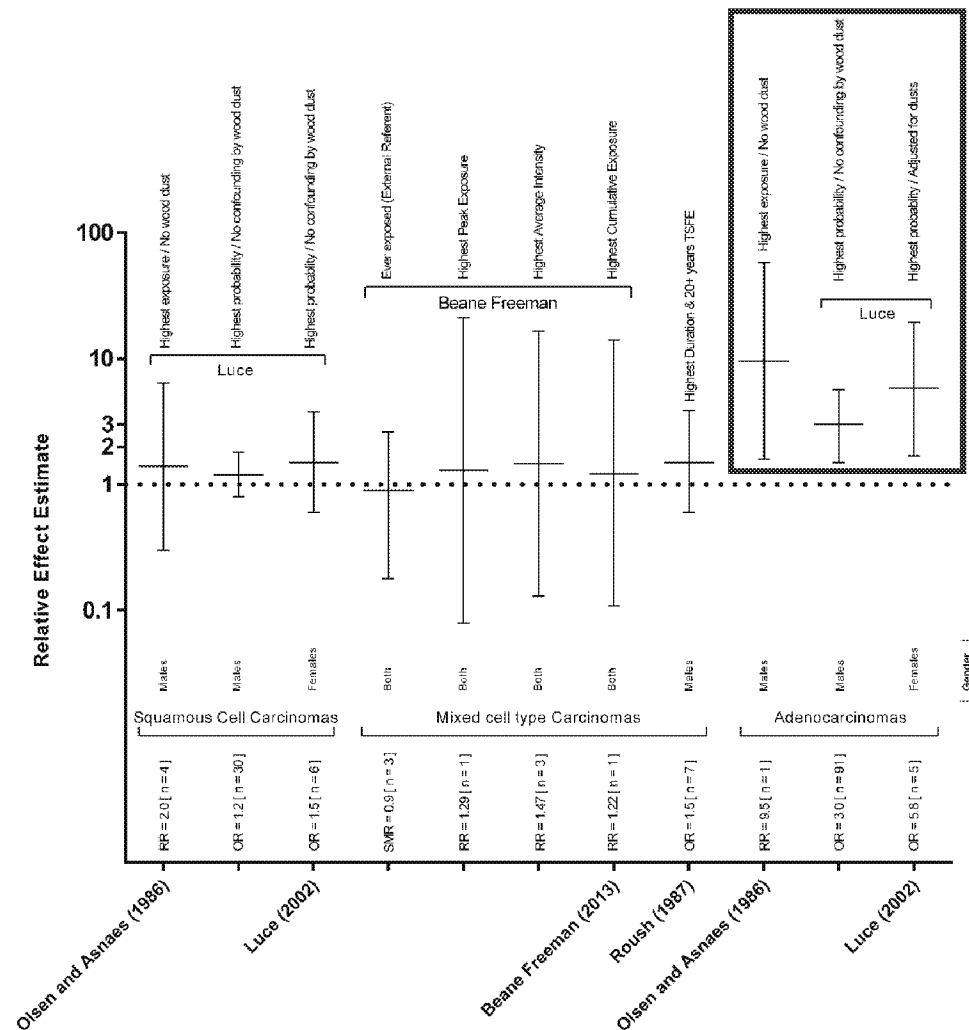 Highest exposure / No wood dust
Highest probability / No confounding by wood dust
Highest probablity / No confounding by wood dust
Ever exposed (External Referent)
Highest Peak Exposure
Highest Average Intensity
Highest Cumulative Exposure
Highest Duration & 20+ years TSFE
Highest exposure / No wood dust
Highest probability / No confounding by wood dust
Highest probablity / Adjusted for dusts
Luce
Beane Freeman
Luce
Relative Effect Estimate
100
10
3
2
1
0.1
Males
Males
Females
Both
Both
Both
Both
Males
Males
Males
Females
Gender
Squamous Cell Carcinomas
Mixed cell type Carcinomas
Adenocarcinomas
RR = 2.0 [ n = 4 ]
OR = 1.2 [ n = 30 ]
OR = 1.5 [ n = 6 ]
SMR = 0.9 [ n = 3 ]
RR = 1.29 [ n = 1 ]
RR = 1.47 [ n = 3 ]
RR = 1.22 [ n = 1 ]
OR = 1.5 [ n = 7 ]
RR = 9.5 [ n = 1 ]
OR = 3.0 [ n = 91 ]
OR = 5.8 [ n = 5 ]
Olsen and Asnaes (1986)
Luce (2002)
Beane Freeman (2013)
Roush (1987)
Olsen and Asnaes (1986)
Luce (2002)